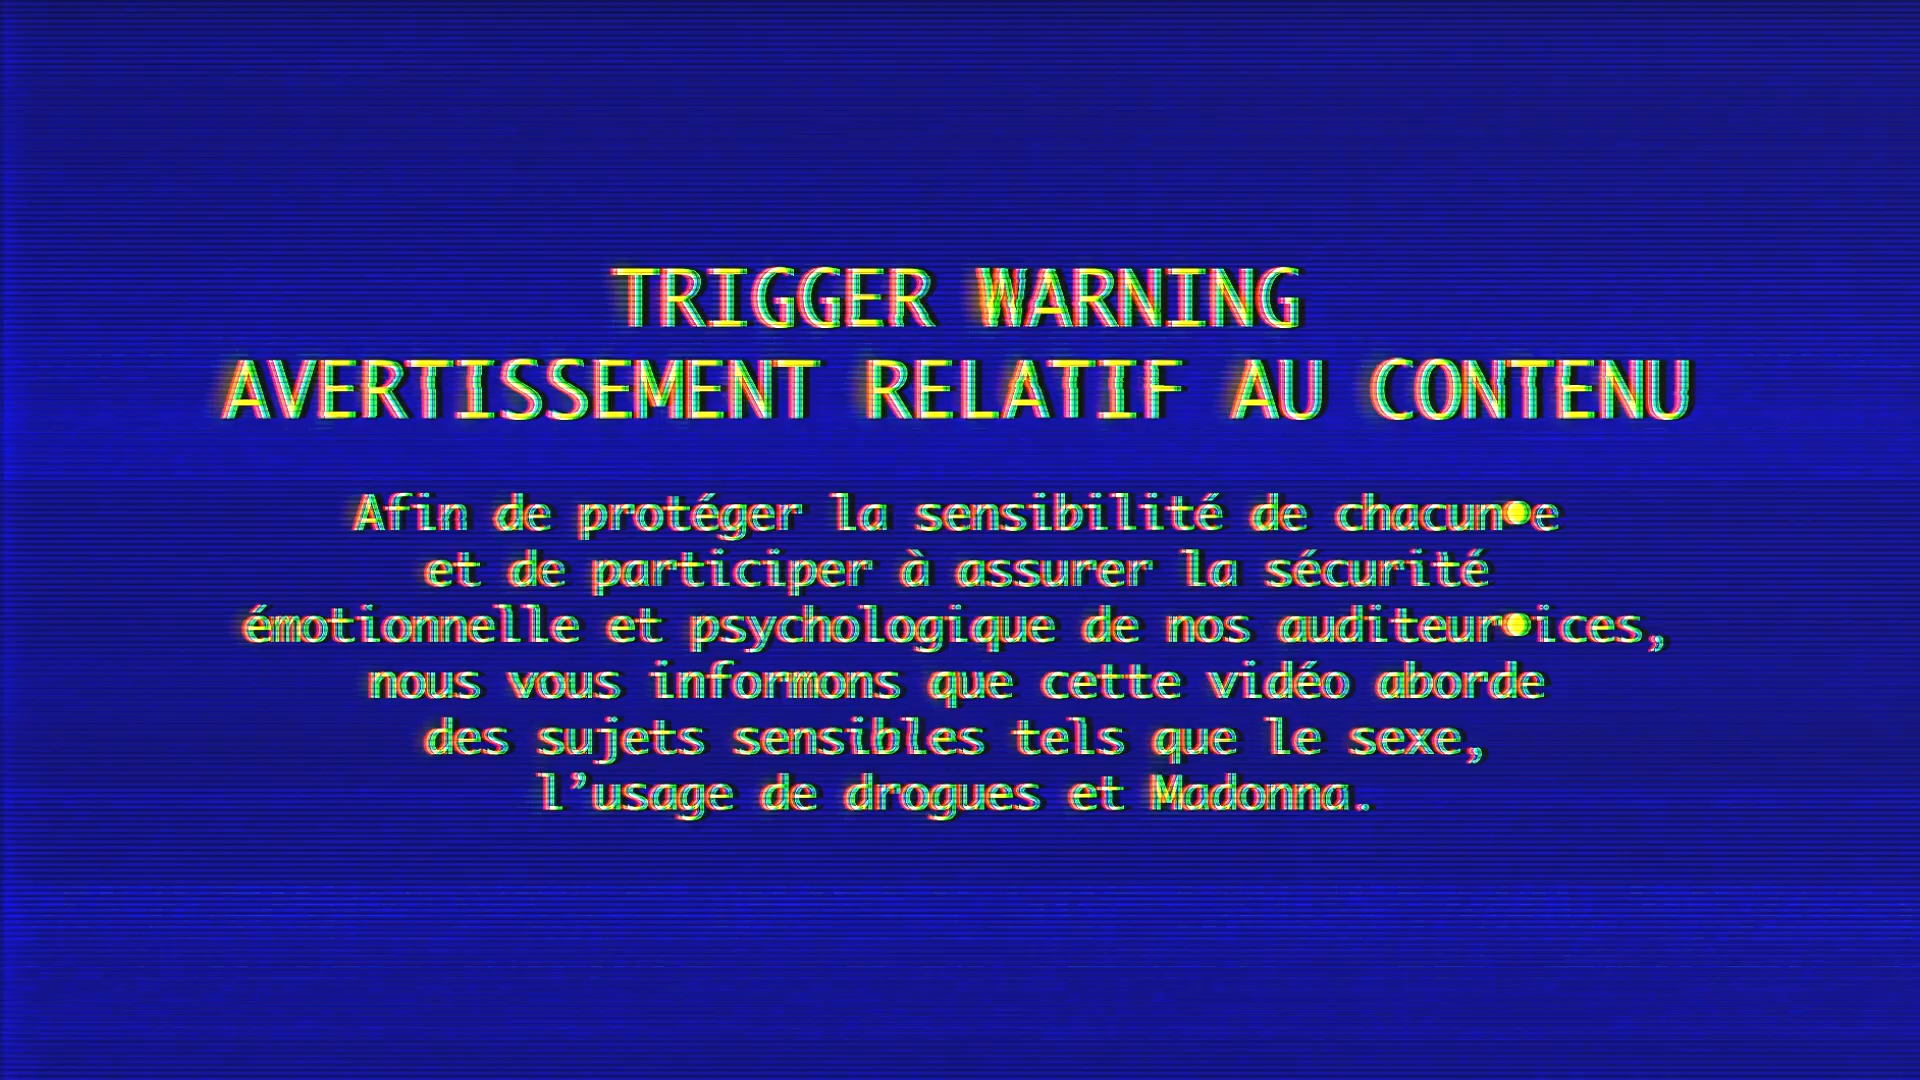 TRIGGER WARNING
AVERTISSEMENT RELATIF AU CONTENU
Afin de protéger la sensibilité de chacun•e
et de participer à assurer la sécurité
émotionnelle et psychologique de nos auditeur•ices,
nous vous informons que cette vidéo aborde
des sujets sensibles tels que le sexe,
l’usage de drogues et Madonna.